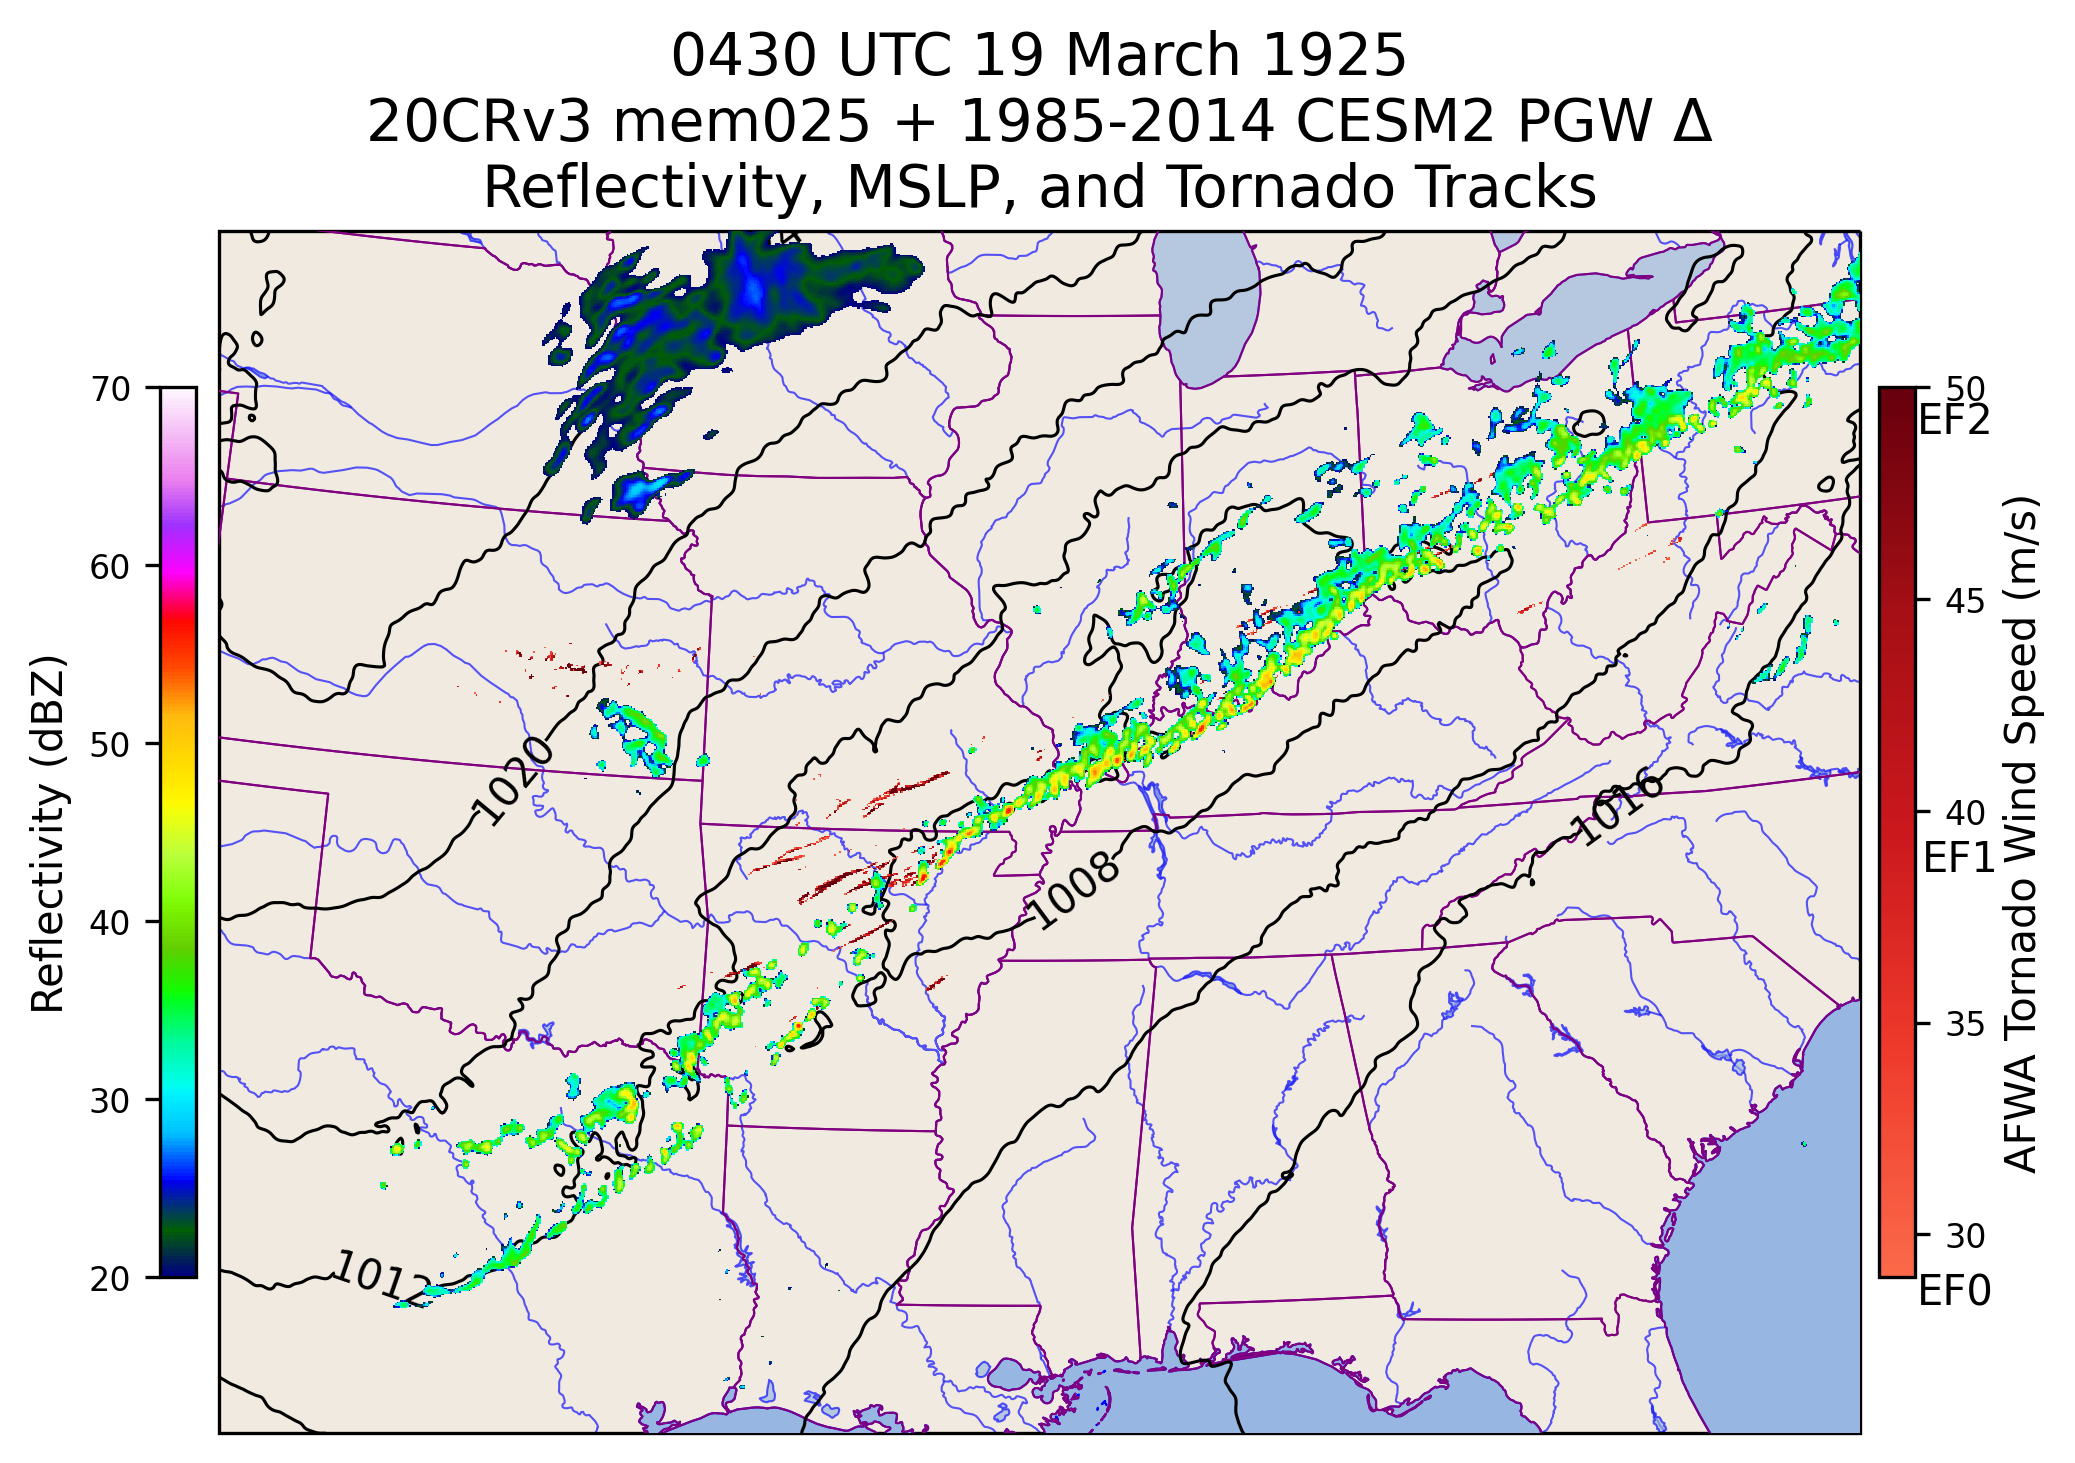 0430 UTC 19 March 1925
20CRv3 mem025 + 1985-2014 CESM2 PGW Δ
Reflectivity, MSLP, and Tornado Tracks
Reflectivity (dBZ)
70
60
50
40
30
20
1020
1008
1016
1012
50
EF2
45
40
EF1
35
30
EF0
AFWA Tornado Wind Speed (m/s)